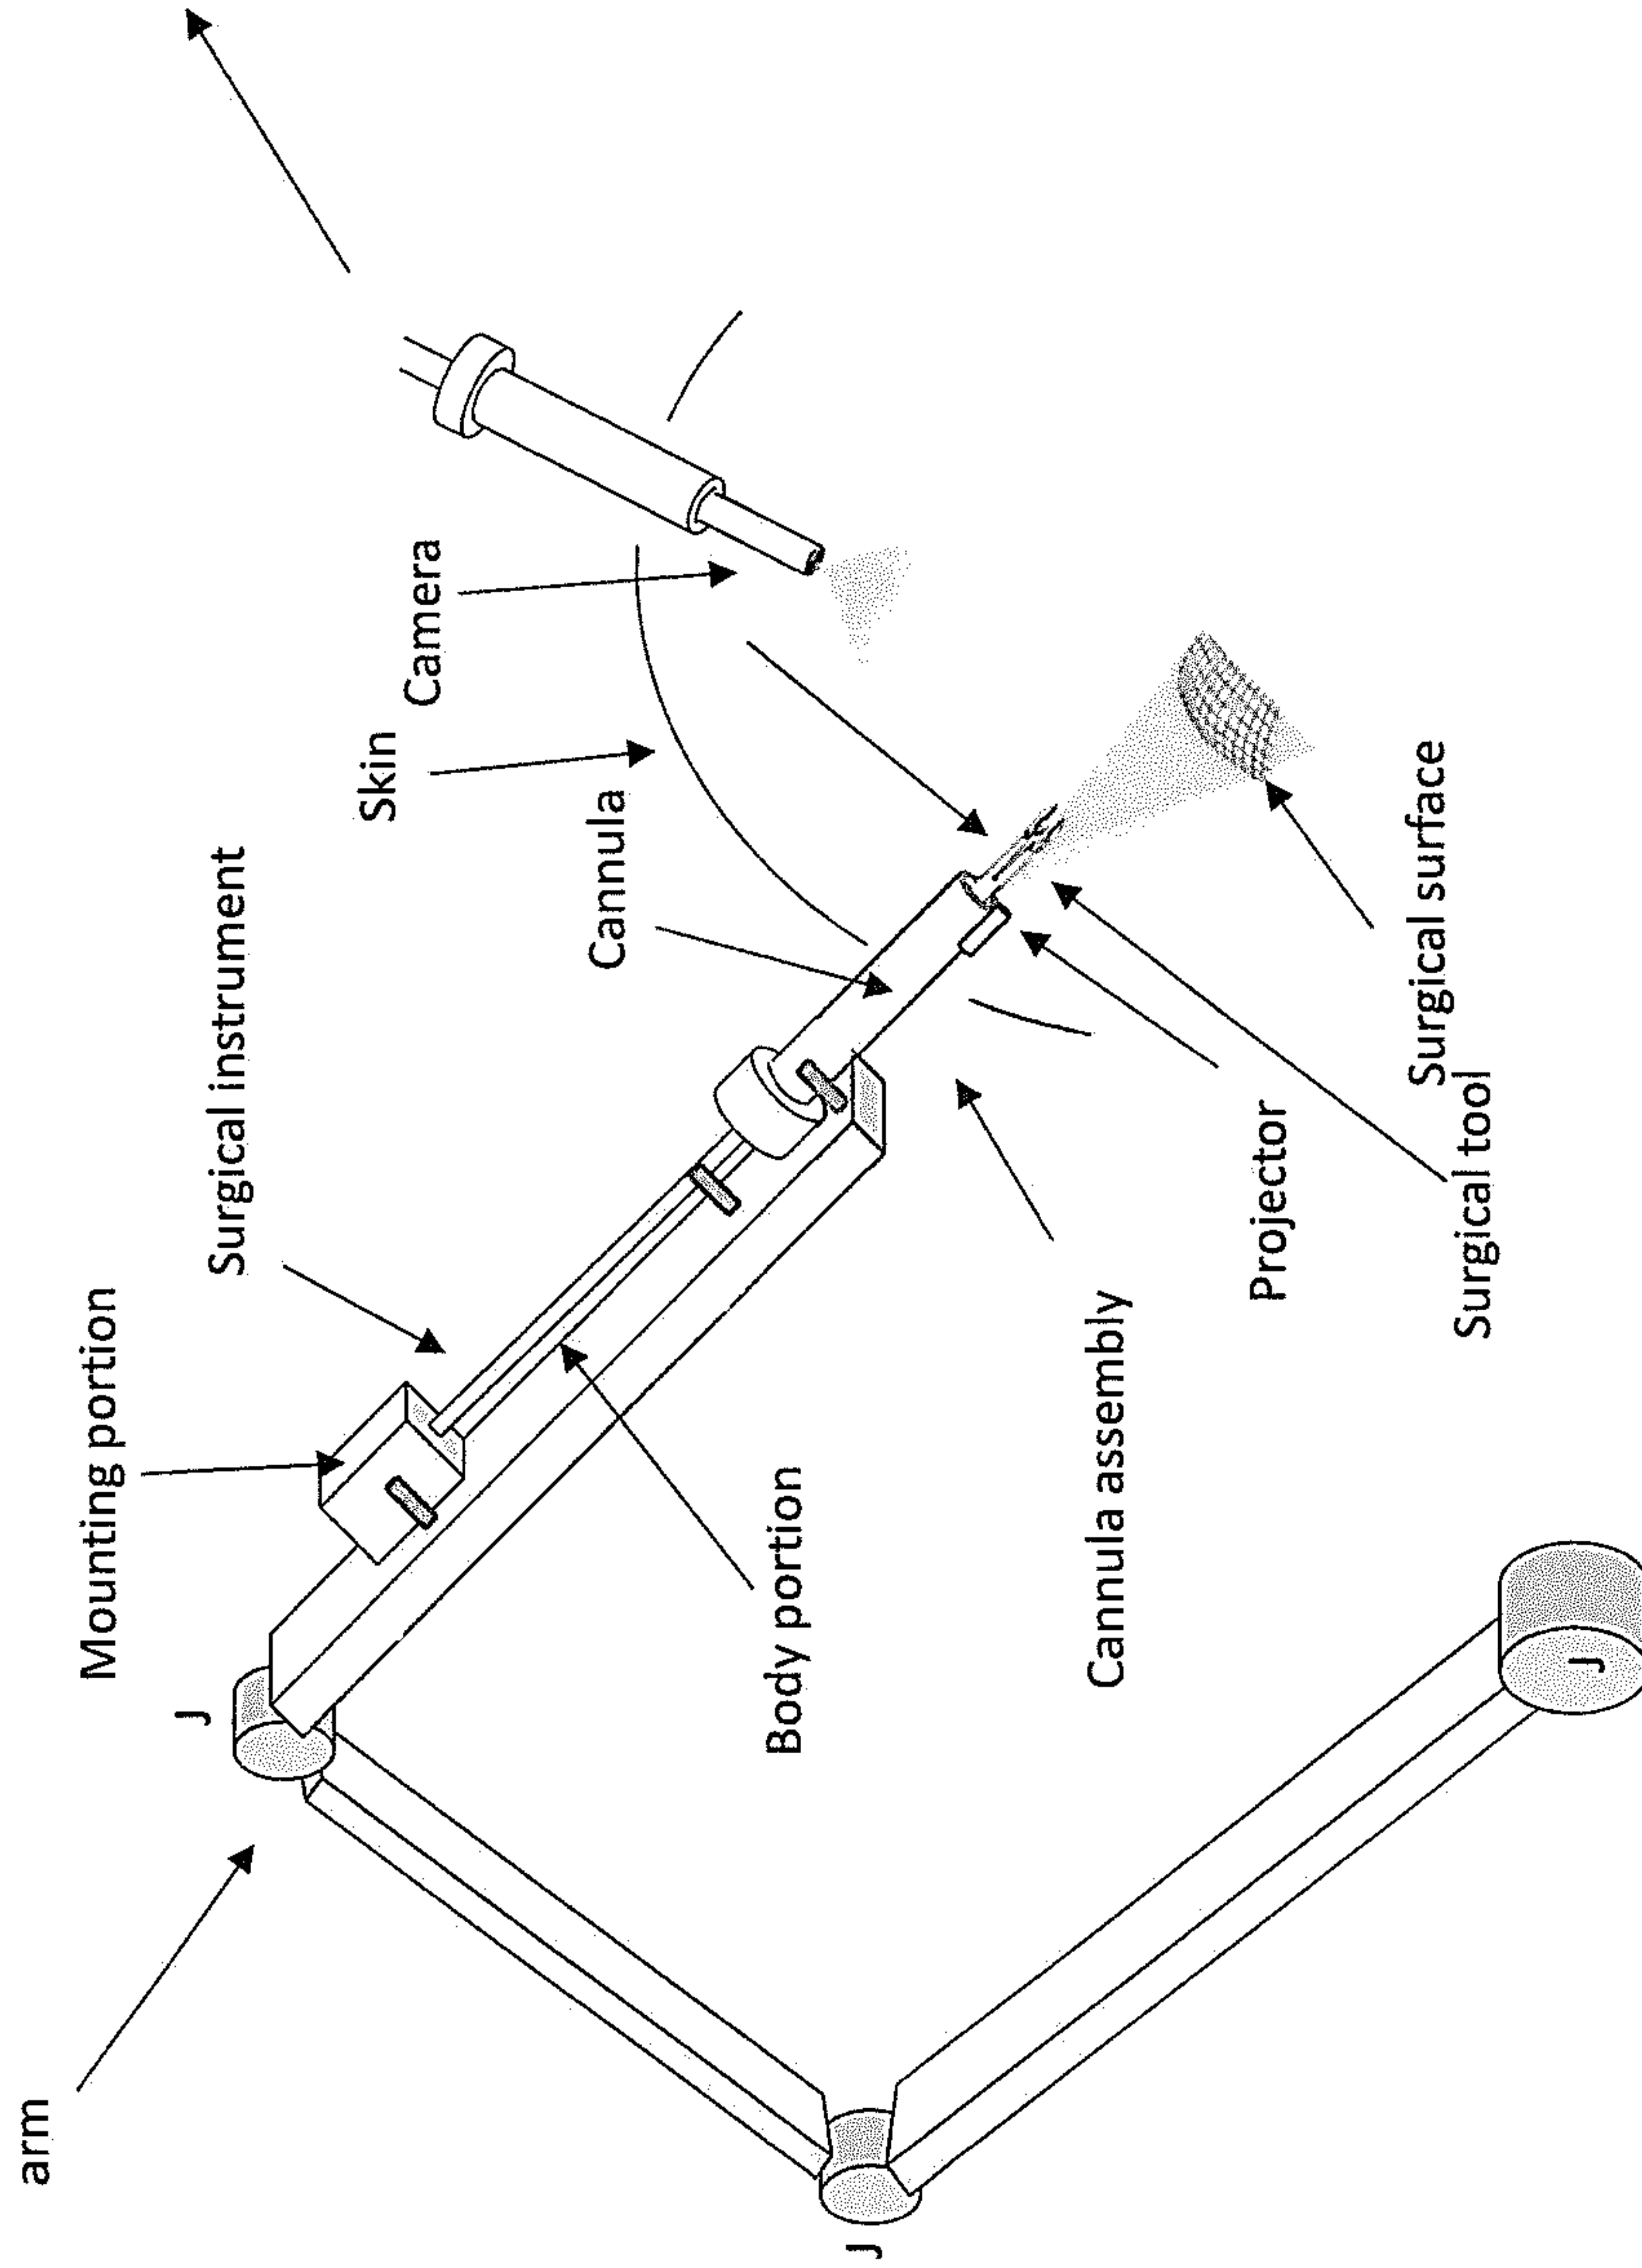 arm
J
Mounting portion
Surgical instrument
Skin
Camera
Cannula
Body portion
J
Cannula assembly
Projector
Surgical surface
Surgical tool
J